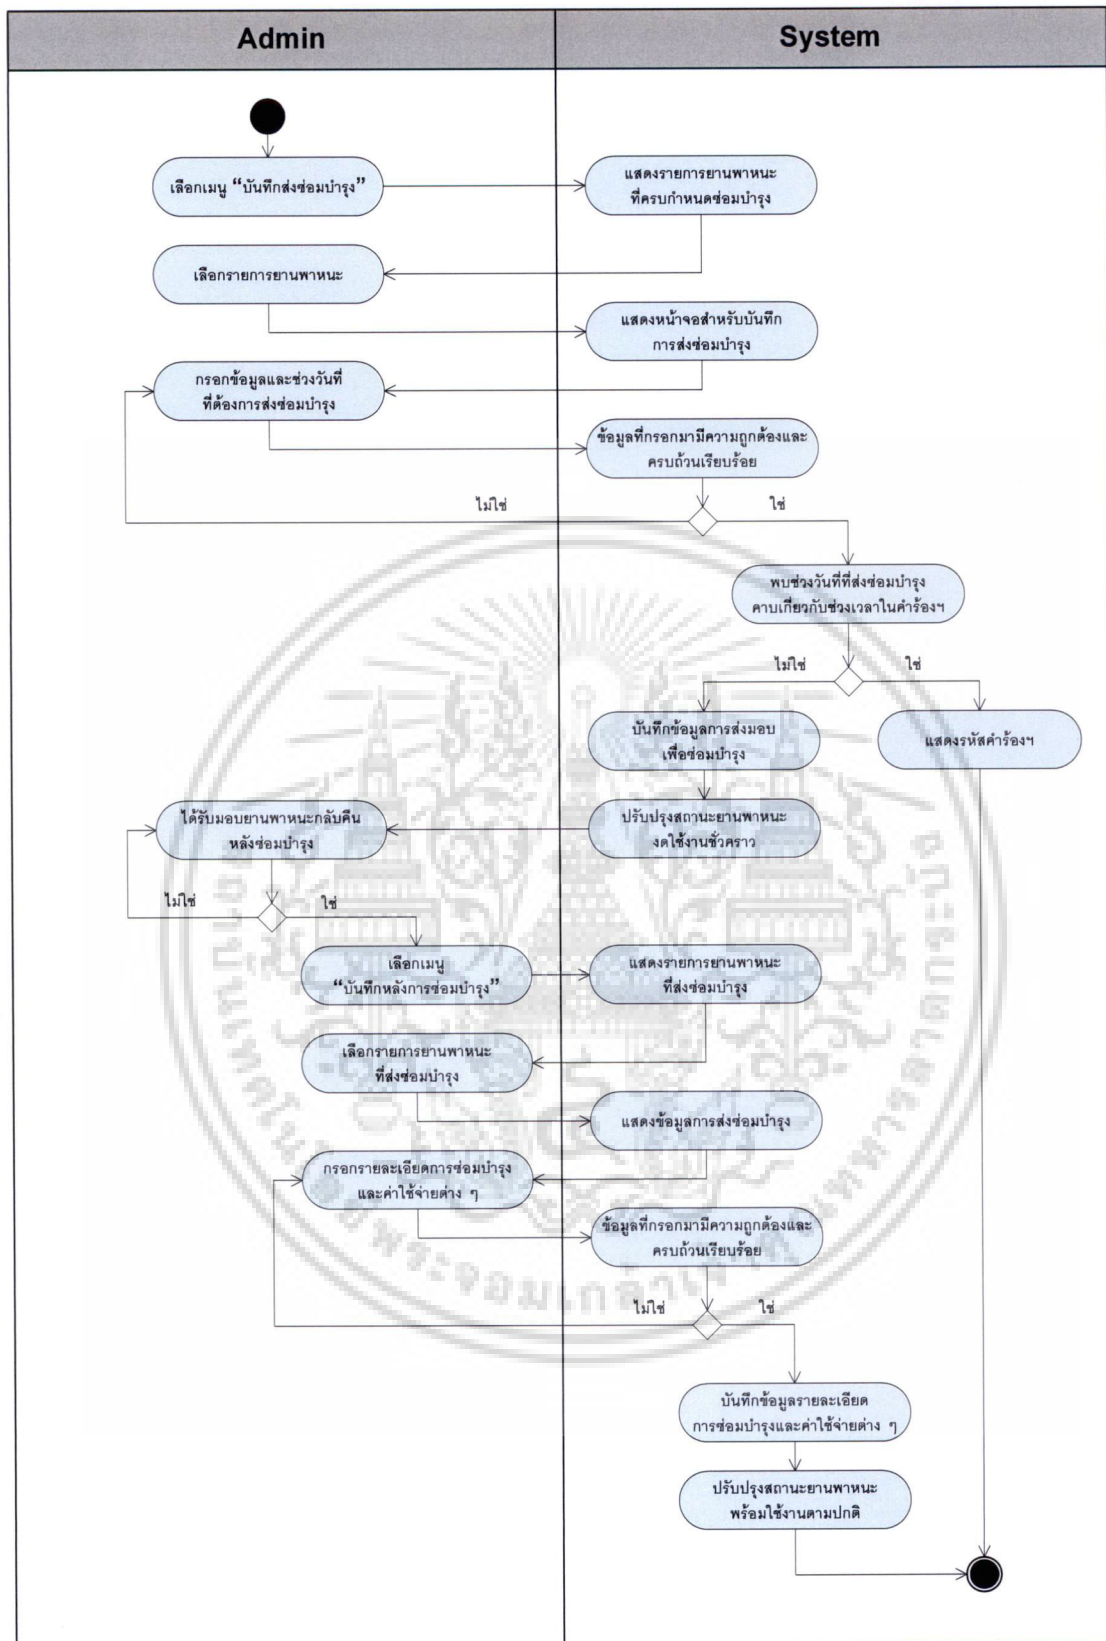 Admin
System
เลือกเมนู “บันทึกส่งซ่อมบำรุง”
แสดงรายการยานพาหนะ
ที่ครบกำหนดซ่อมบำรุง
เลือกรายการยานพาหนะ
แสดงหน้าจอสำหรับบันทึก
การส่งซ่อมบำรุง
กรอกข้อมูลและช่วงวันที่
ที่ต้องการส่งซ่อมบำรุง
ข้อมูลที่กรอกมามีความถูกต้องและ
ครบถ้วนเรียบร้อย
ไม่ใช่
ใช่
พบช่วงวันที่ที่ส่งซ่อมบำรุง
คาบเกี่ยวกับช่วงเวลาในคำร้องฯ
ไม่ใช่
ใช่
บันทึกข้อมูลการส่งมอบ
เพื่อซ่อมบำรุง
แสดงรหัสคำร้องฯ
ได้รับมอบยานพาหนะกลับคืน
หลังซ่อมบำรุง
ปรับปรุงสถานะยานพาหนะ
งดใช้งานชั่วคราว
ไม่ใช่
ใช่
เลือกเมนู
“บันทึกหลังการซ่อมบำรุง”
แสดงรายการยานพาหนะ
ที่ส่งซ่อมบำรุง
เลือกรายการยานพาหนะ
ที่ส่งซ่อมบำรุง
แสดงข้อมูลการส่งซ่อมบำรุง
กรอกรายละเอียดการซ่อมบำรุง
และค่าใช้จ่ายต่าง ๆ
ข้อมูลที่กรอกมามีความถูกต้องและ
ครบถ้วนเรียบร้อย
ไม่ใช่
ใช่
บันทึกข้อมูลรายละเอียด
การซ่อมบำรุงและค่าใช้จ่ายต่าง ๆ
ปรับปรุงสถานะยานพาหนะ
พร้อมใช้งานตามปกติ